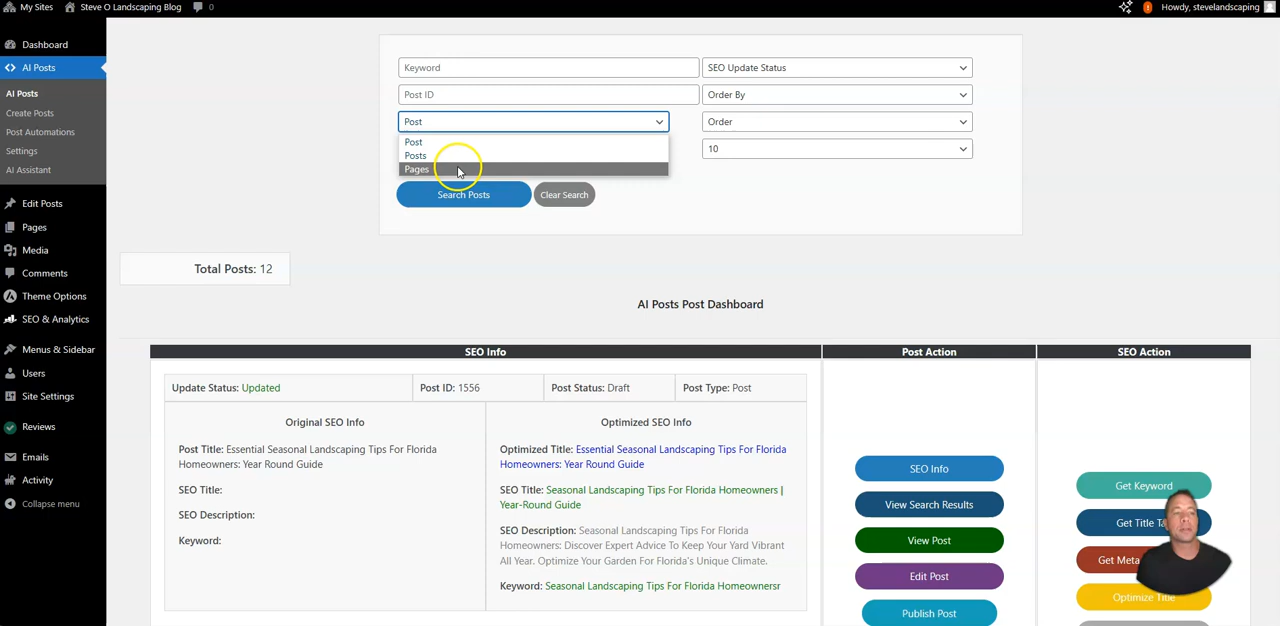 My Sites
Steve O Landscaping Blog
0
Howdy, stevelandscaping
Dashboard
AI Posts
AI Posts
Create Posts
Post Automations
Settings
AI Assistant
Edit Posts
Pages
Media
Comments
Theme Options
SEO & Analytics
Menus & Sidebar
Users
Site Settings
Reviews
Emails
Activity
Collapse menu
Keyword
SEO Update Status
Post ID
Order By
Post
Order
Post
Posts
Pages
10
Search Posts
Clear Search
Total Posts: 12
AI Posts Post Dashboard
SEO Info
Post Action
SEO Action
Update Status: Updated
Post ID: 1556
Post Status: Draft
Post Type: Post
Original SEO Info
Post Title: Essential Seasonal Landscaping Tips For Florida
Homeowners: Year Round Guide
SEO Title:
SEO Description:
Keyword:
Optimized SEO Info
Optimized Title: Essential Seasonal Landscaping Tips For Florida
Homeowners: Year Round Guide
SEO Title: Seasonal Landscaping Tips For Florida Homeowners |
Year-Round Guide
SEO Description: Seasonal Landscaping Tips For Florida
Homeowners: Discover Expert Advice To Keep Your Yard Vibrant
All Year. Optimize Your Garden For Florida's Unique Climate.
Keyword: Seasonal Landscaping Tips For Florida Homeownersr
SEO Info
View Search Results
View Post
Edit Post
Publish Post
Get Keyword
Get Title
Get Meta
Optimize Title